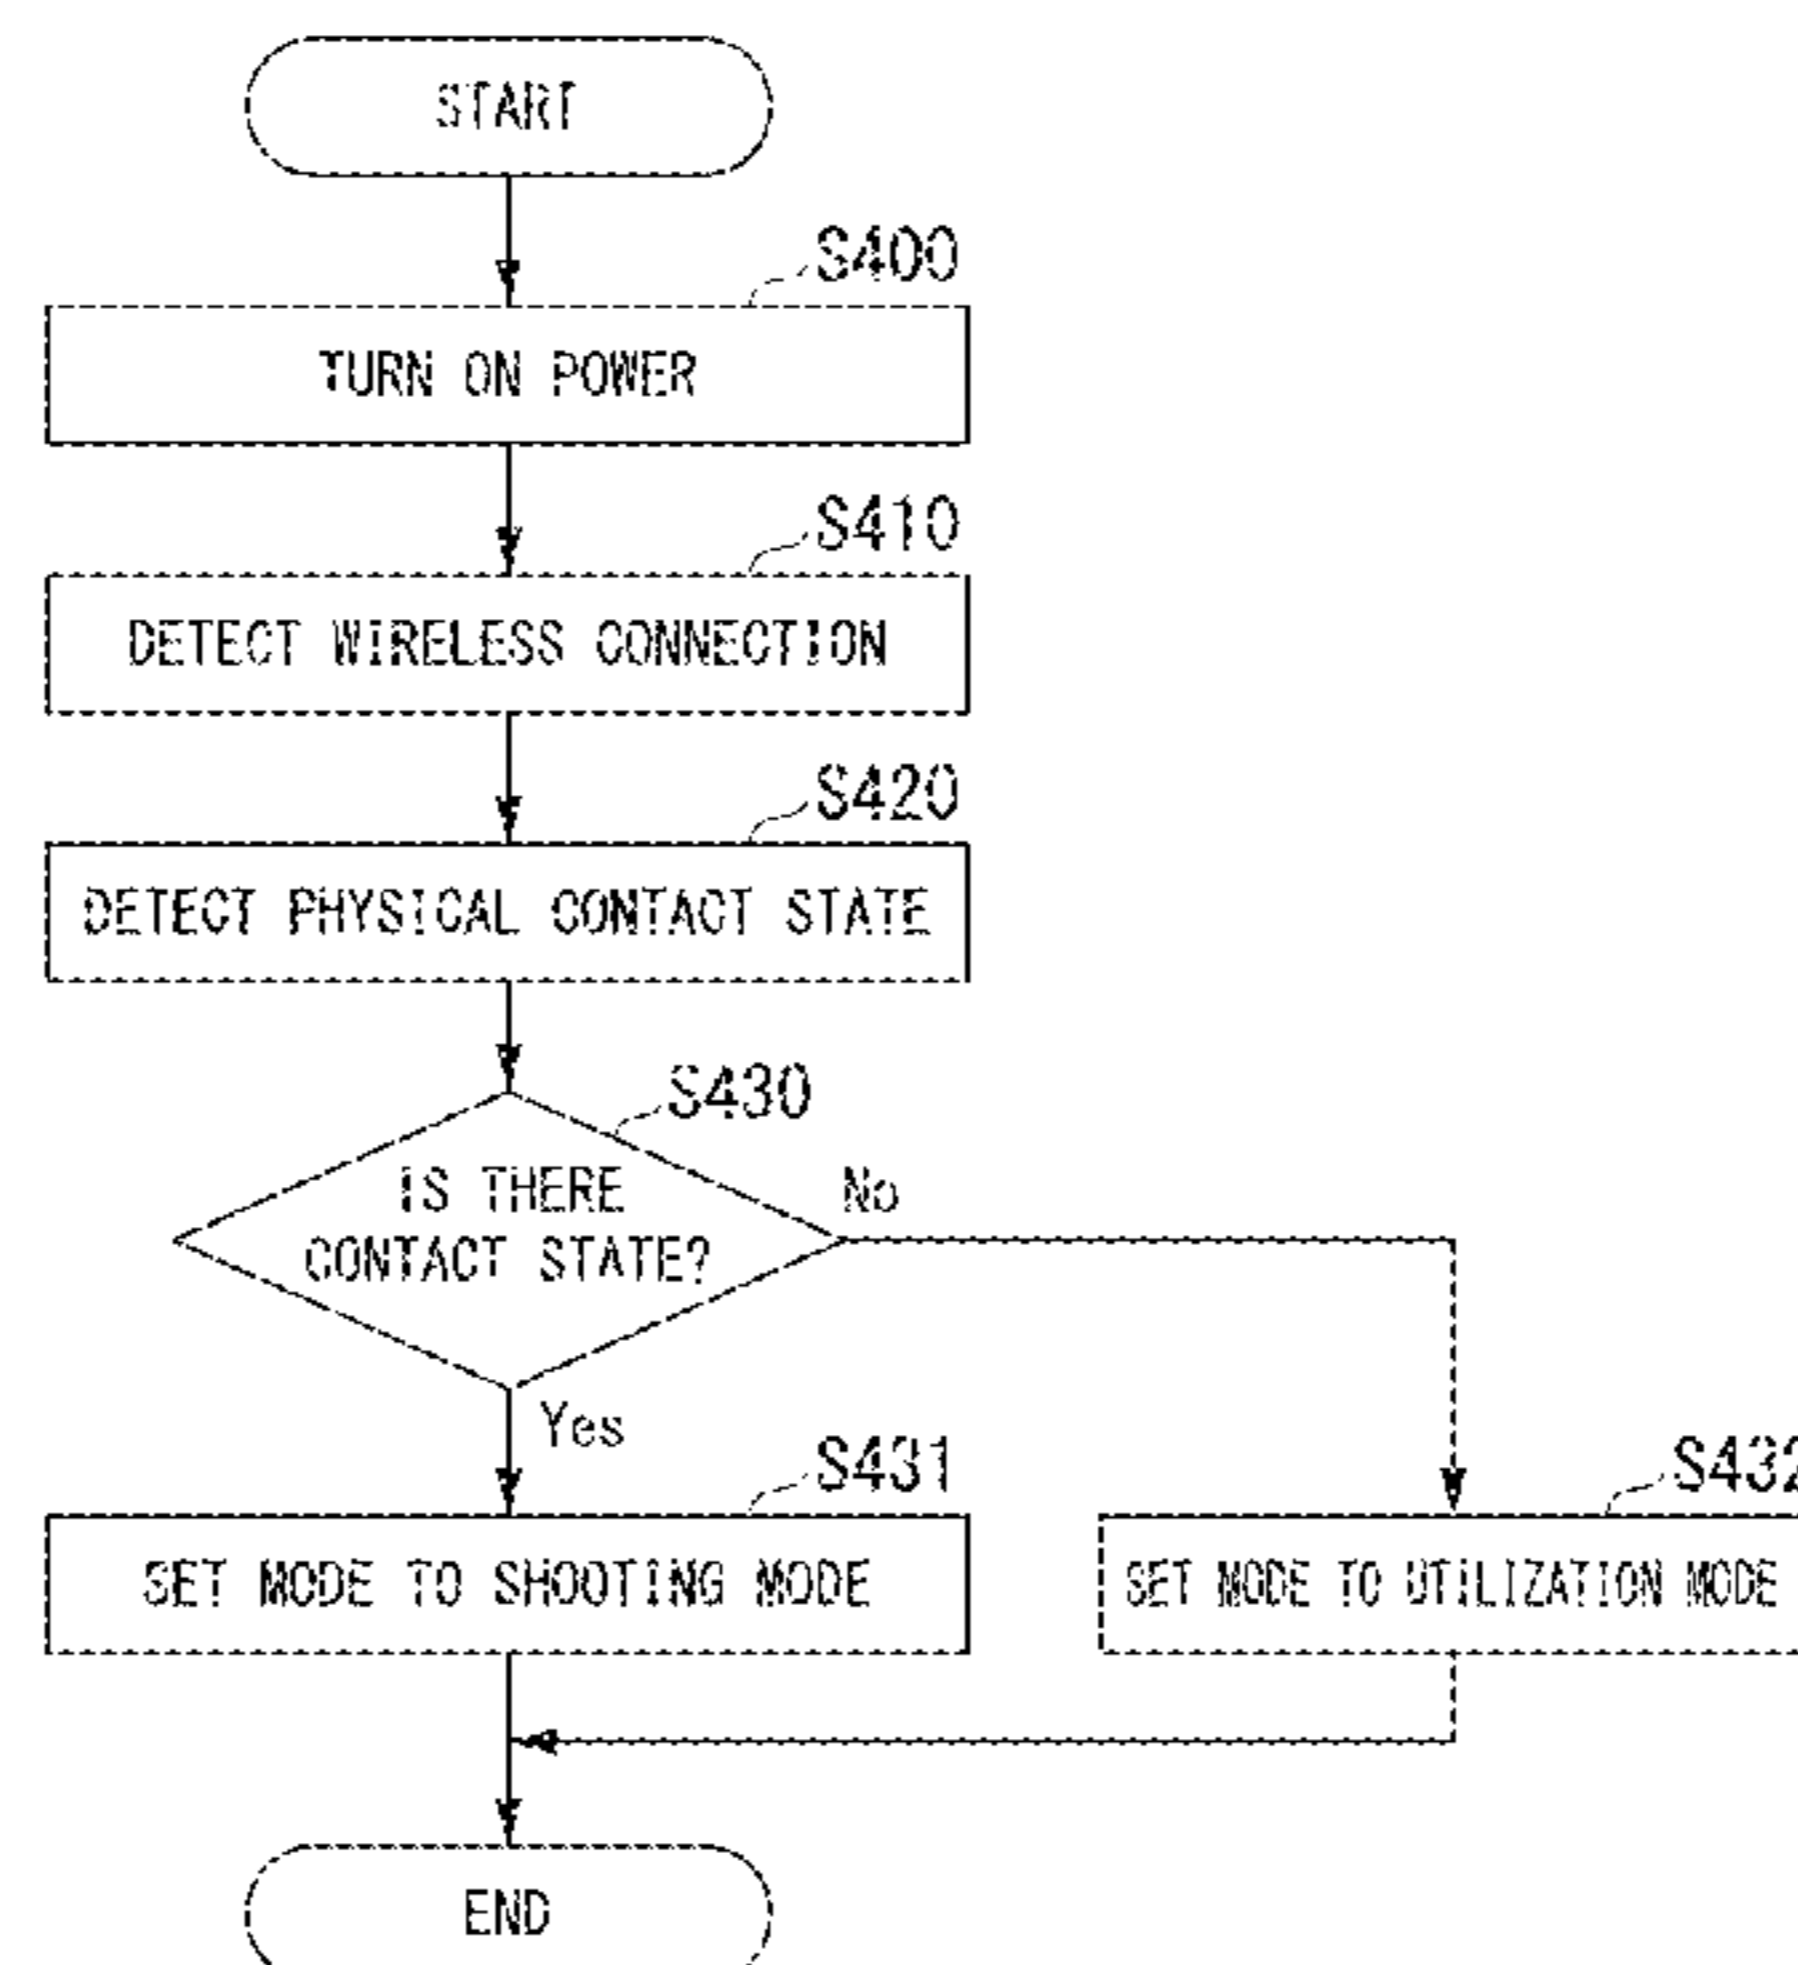 START
S400
TURN ON POWER
S410
DETECT WIRELESS CONNECTION
S420
DETECT PHYSICAL CONTACT STATE
S430
IS THERE
CONTACT STATE?
No
Yes
S431
SET MODE TO SHOOTING MODE
S432
SET MODE TO UTILIZATION MODE
END